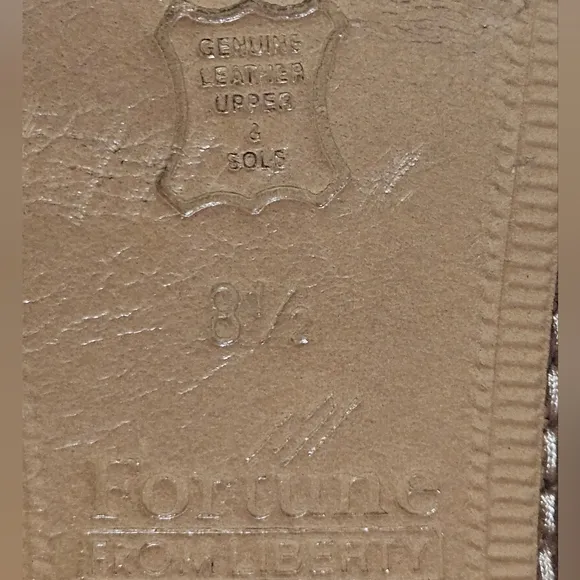 GENUINE
LEATHER
UPPER
&
SOLE
8½
Fortune
FROM LIBERTY